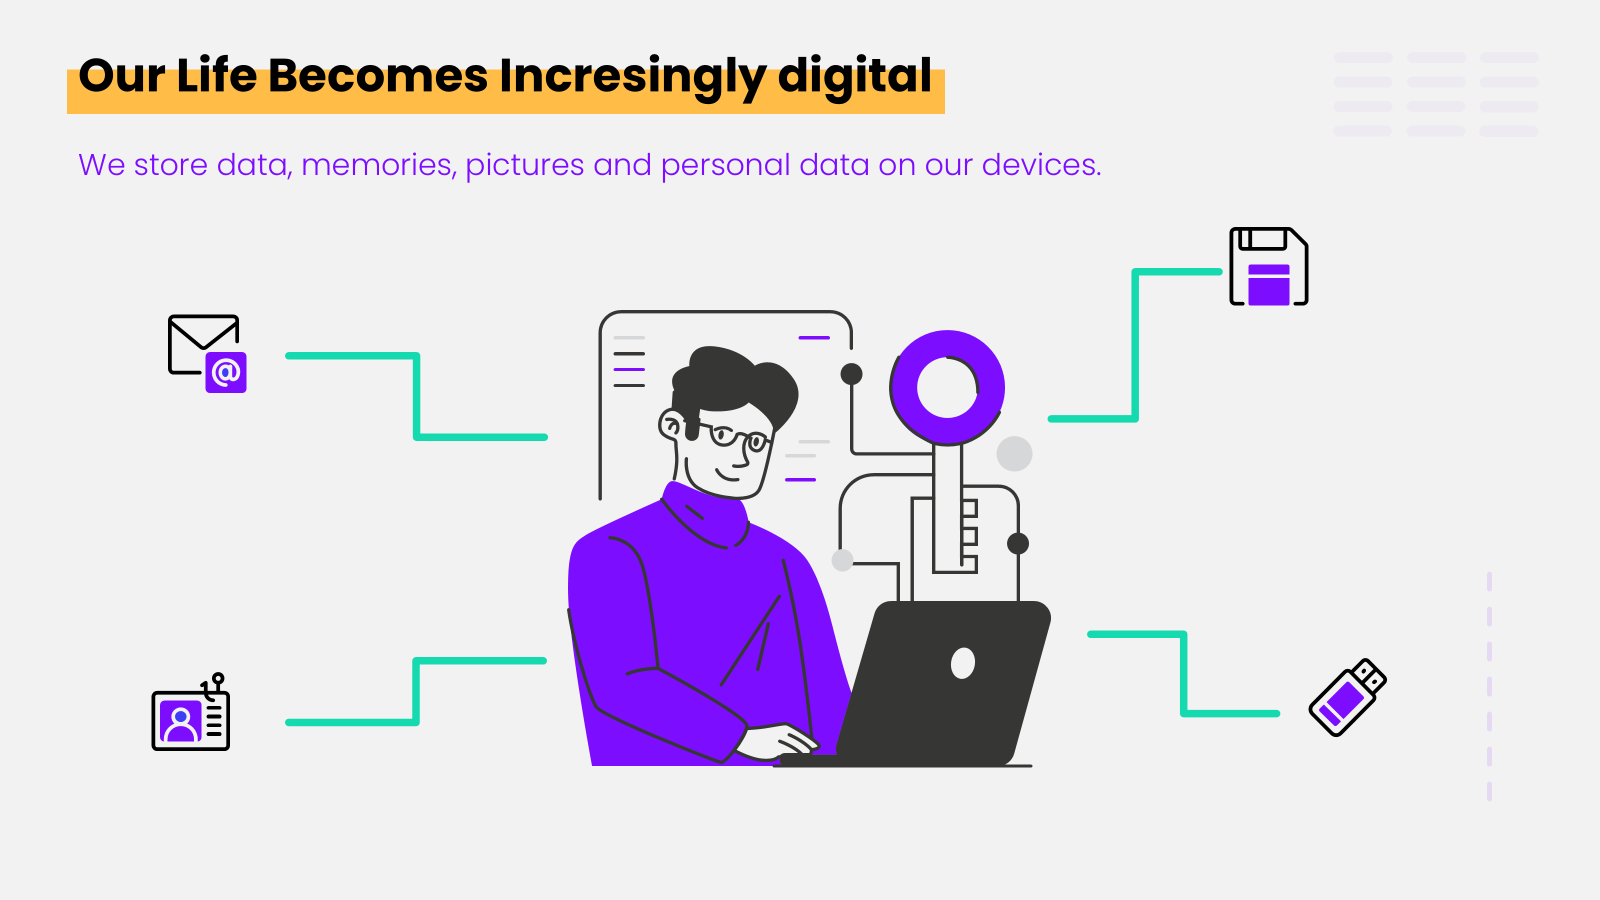 Our Life Becomes Incresingly digital
We store data, memories, pictures and personal data on our devices.
@